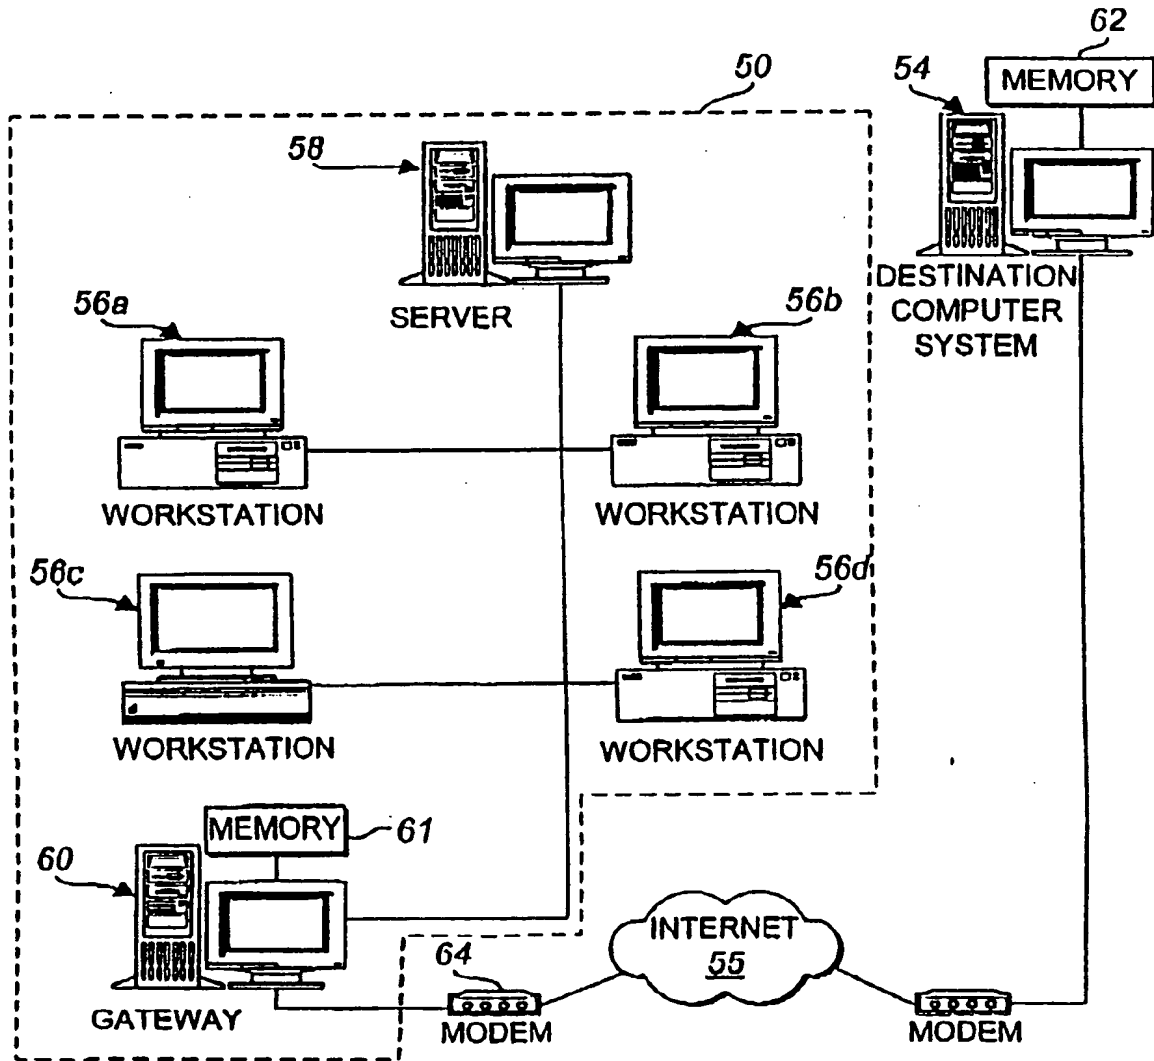 62
54
MEMORY
50
58
DESTINATION
COMPUTER
SYSTEM
SERVER
56a
56b
WORKSTATION
WORKSTATION
56c
56d
WORKSTATION
WORKSTATION
MEMORY
61
60
INTERNET
55
64
GATEWAY
MODEM
MODEM